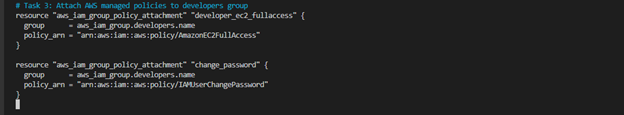 # Task 3: Attach AWS managed policies to developers group
resource "aws_iam_group_policy_attachment" "developer_ec2_fullaccess" {
  group      = aws_iam_group.developers.name
  policy_arn = "arn:aws:iam::aws:policy/AmazonEC2FullAccess"
}

resource "aws_iam_group_policy_attachment" "change_password" {
  group      = aws_iam_group.developers.name
  policy_arn = "arn:aws:iam::aws:policy/IAMUserChangePassword"
}